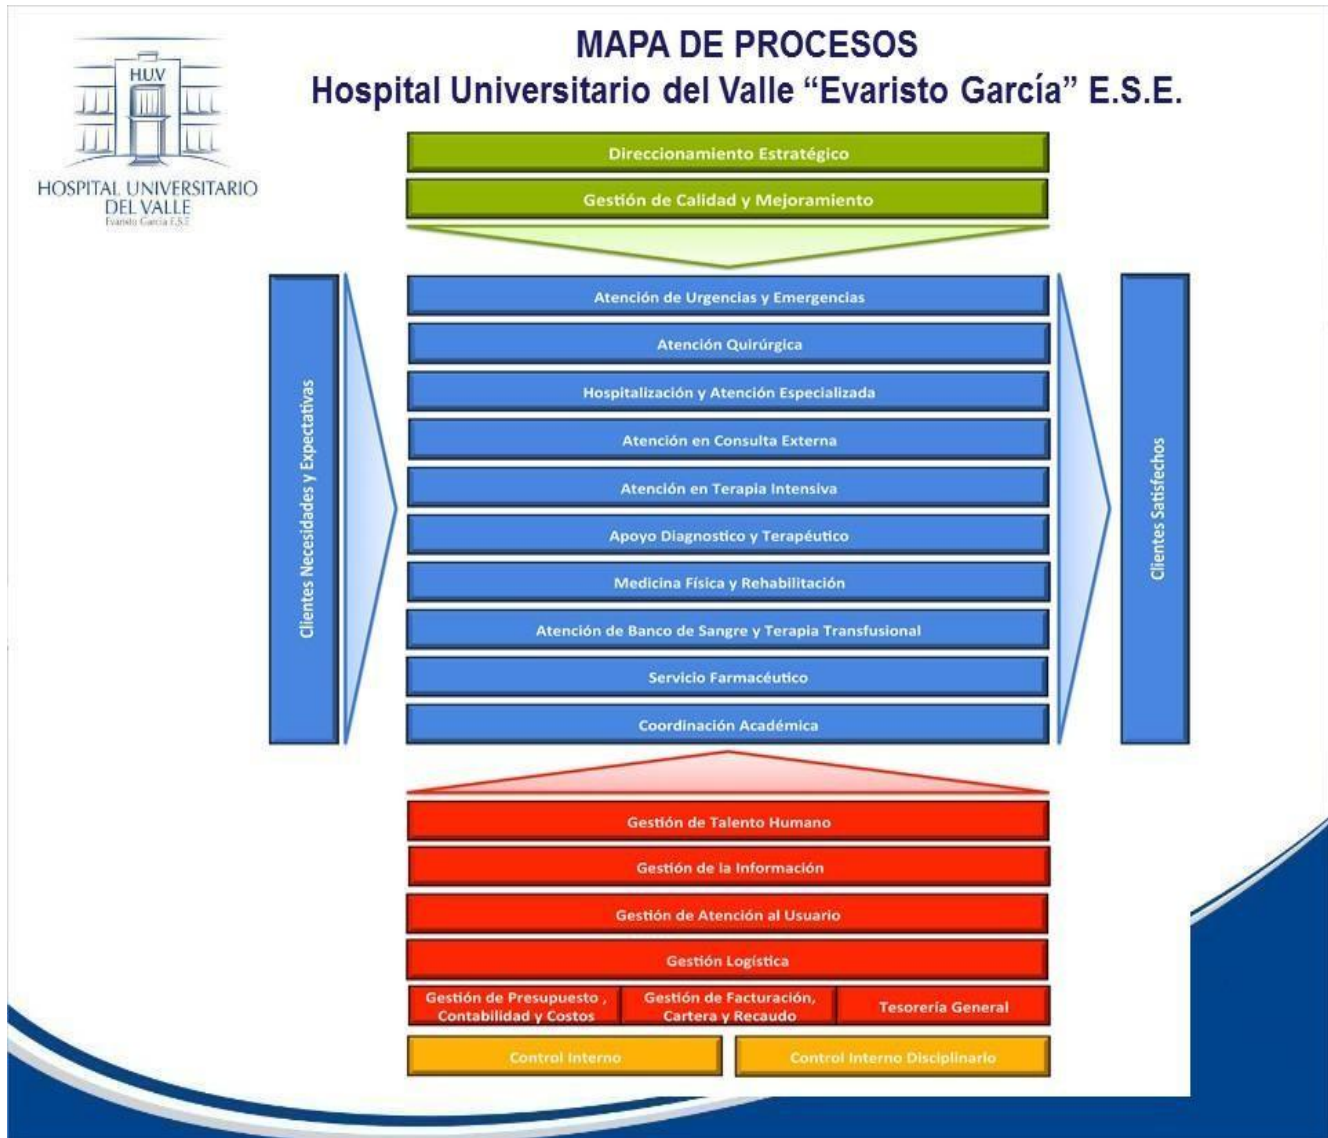 MAPA DE PROCESOS
Hospital Universitario del Valle “Evaristo García” E.S.E.
H.U.V
HOSPITAL UNIVERSITARIO
DEL VALLE
Evaristo García E.S.E
Direccionamiento Estratégico
Gestión de Calidad y Mejoramiento
Clientes Necesidades y Expectativas
Atención de Urgencias y Emergencias
Atención Quirúrgica
Hospitalización y Atención Especializada
Atención en Consulta Externa
Atención en Terapia Intensiva
Apoyo Diagnostico y Terapéutico
Medicina Física y Rehabilitación
Atención de Banco de Sangre y Terapia Transfusional
Servicio Farmacéutico
Coordinación Académica
Clientes Satisfechos
Gestión de Talento Humano
Gestión de la Información
Gestión de Atención al Usuario
Gestión Logística
Gestión de Presupuesto ,
Contabilidad y Costos
Gestión de Facturación,
Cartera y Recaudo
Tesorería General
Control Interno
Control Interno Disciplinario